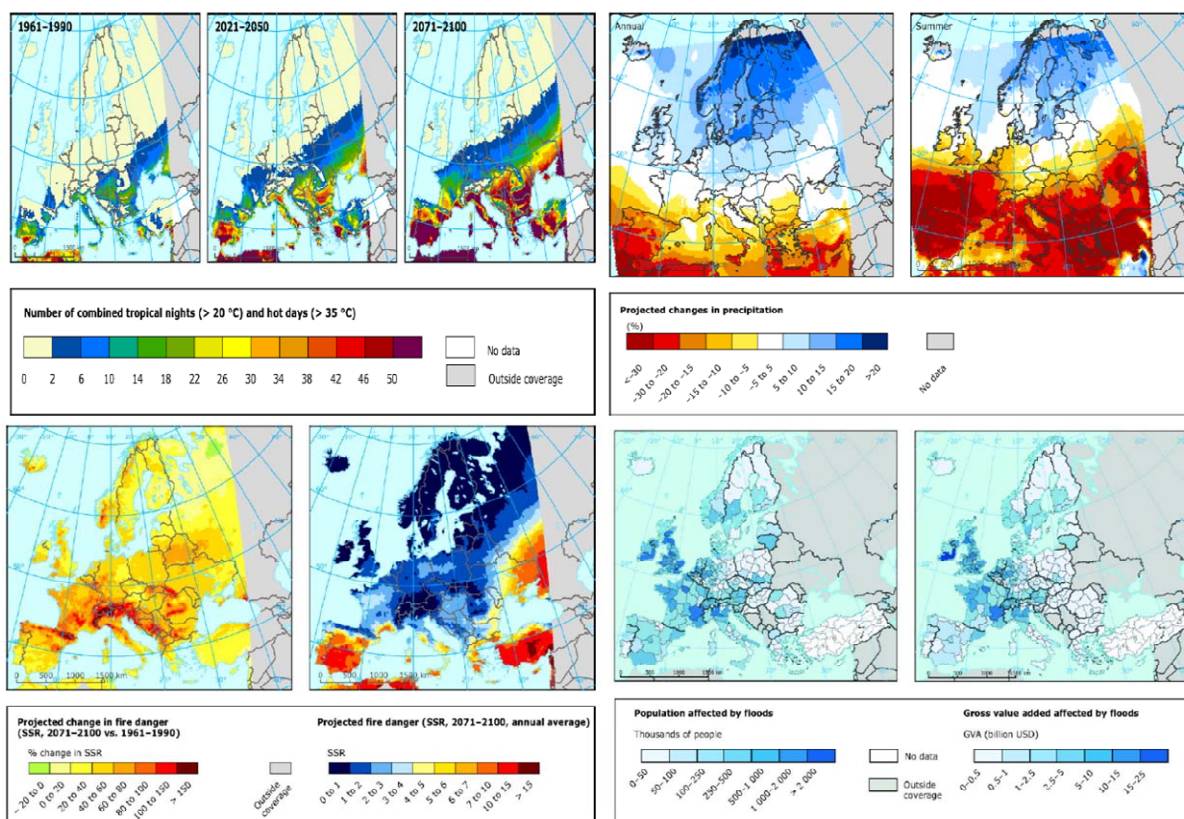 1961–1990
2021–2050
2071–2100
Annual
Summer
Number of combined tropical nights (> 20 °C) and hot days (> 35 °C)
0 2 6 10 14 18 22 26 30 34 38 42 46 50
No data
Outside coverage
Projected changes in precipitation
(%)
<–30
–30 to –20
–20 to –15
–15 to –10
–10 to –5
–5 to 5
5 to 10
10 to 15
15 to 20
>20
No data
0 500 1000 1500 km
0 500 1000 1500 km
Projected change in fire danger
(SSR, 2071–2100 vs. 1961–1990)
% change in SSR
– 20 to 0
0 to 20
20 to 40
40 to 60
60 to 80
80 to 100
100 to 150
> 150
Outside
coverage
Projected fire danger (SSR, 2071–2100, annual average)
SSR
0 to 1
1 to 2
2 to 3
3 to 4
4 to 5
5 to 6
6 to 7
7 to 10
10 to 15
> 15
Population affected by floods
Thousands of people
0–50
50–100
100–250
250–500
500–1 000
1 000–2 000
> 2 000
No data
Outside
coverage
Gross value added affected by floods
GVA (billion USD)
0–0.5
0.5–1
1–2.5
2.5–5
5–10
10–15
15–25